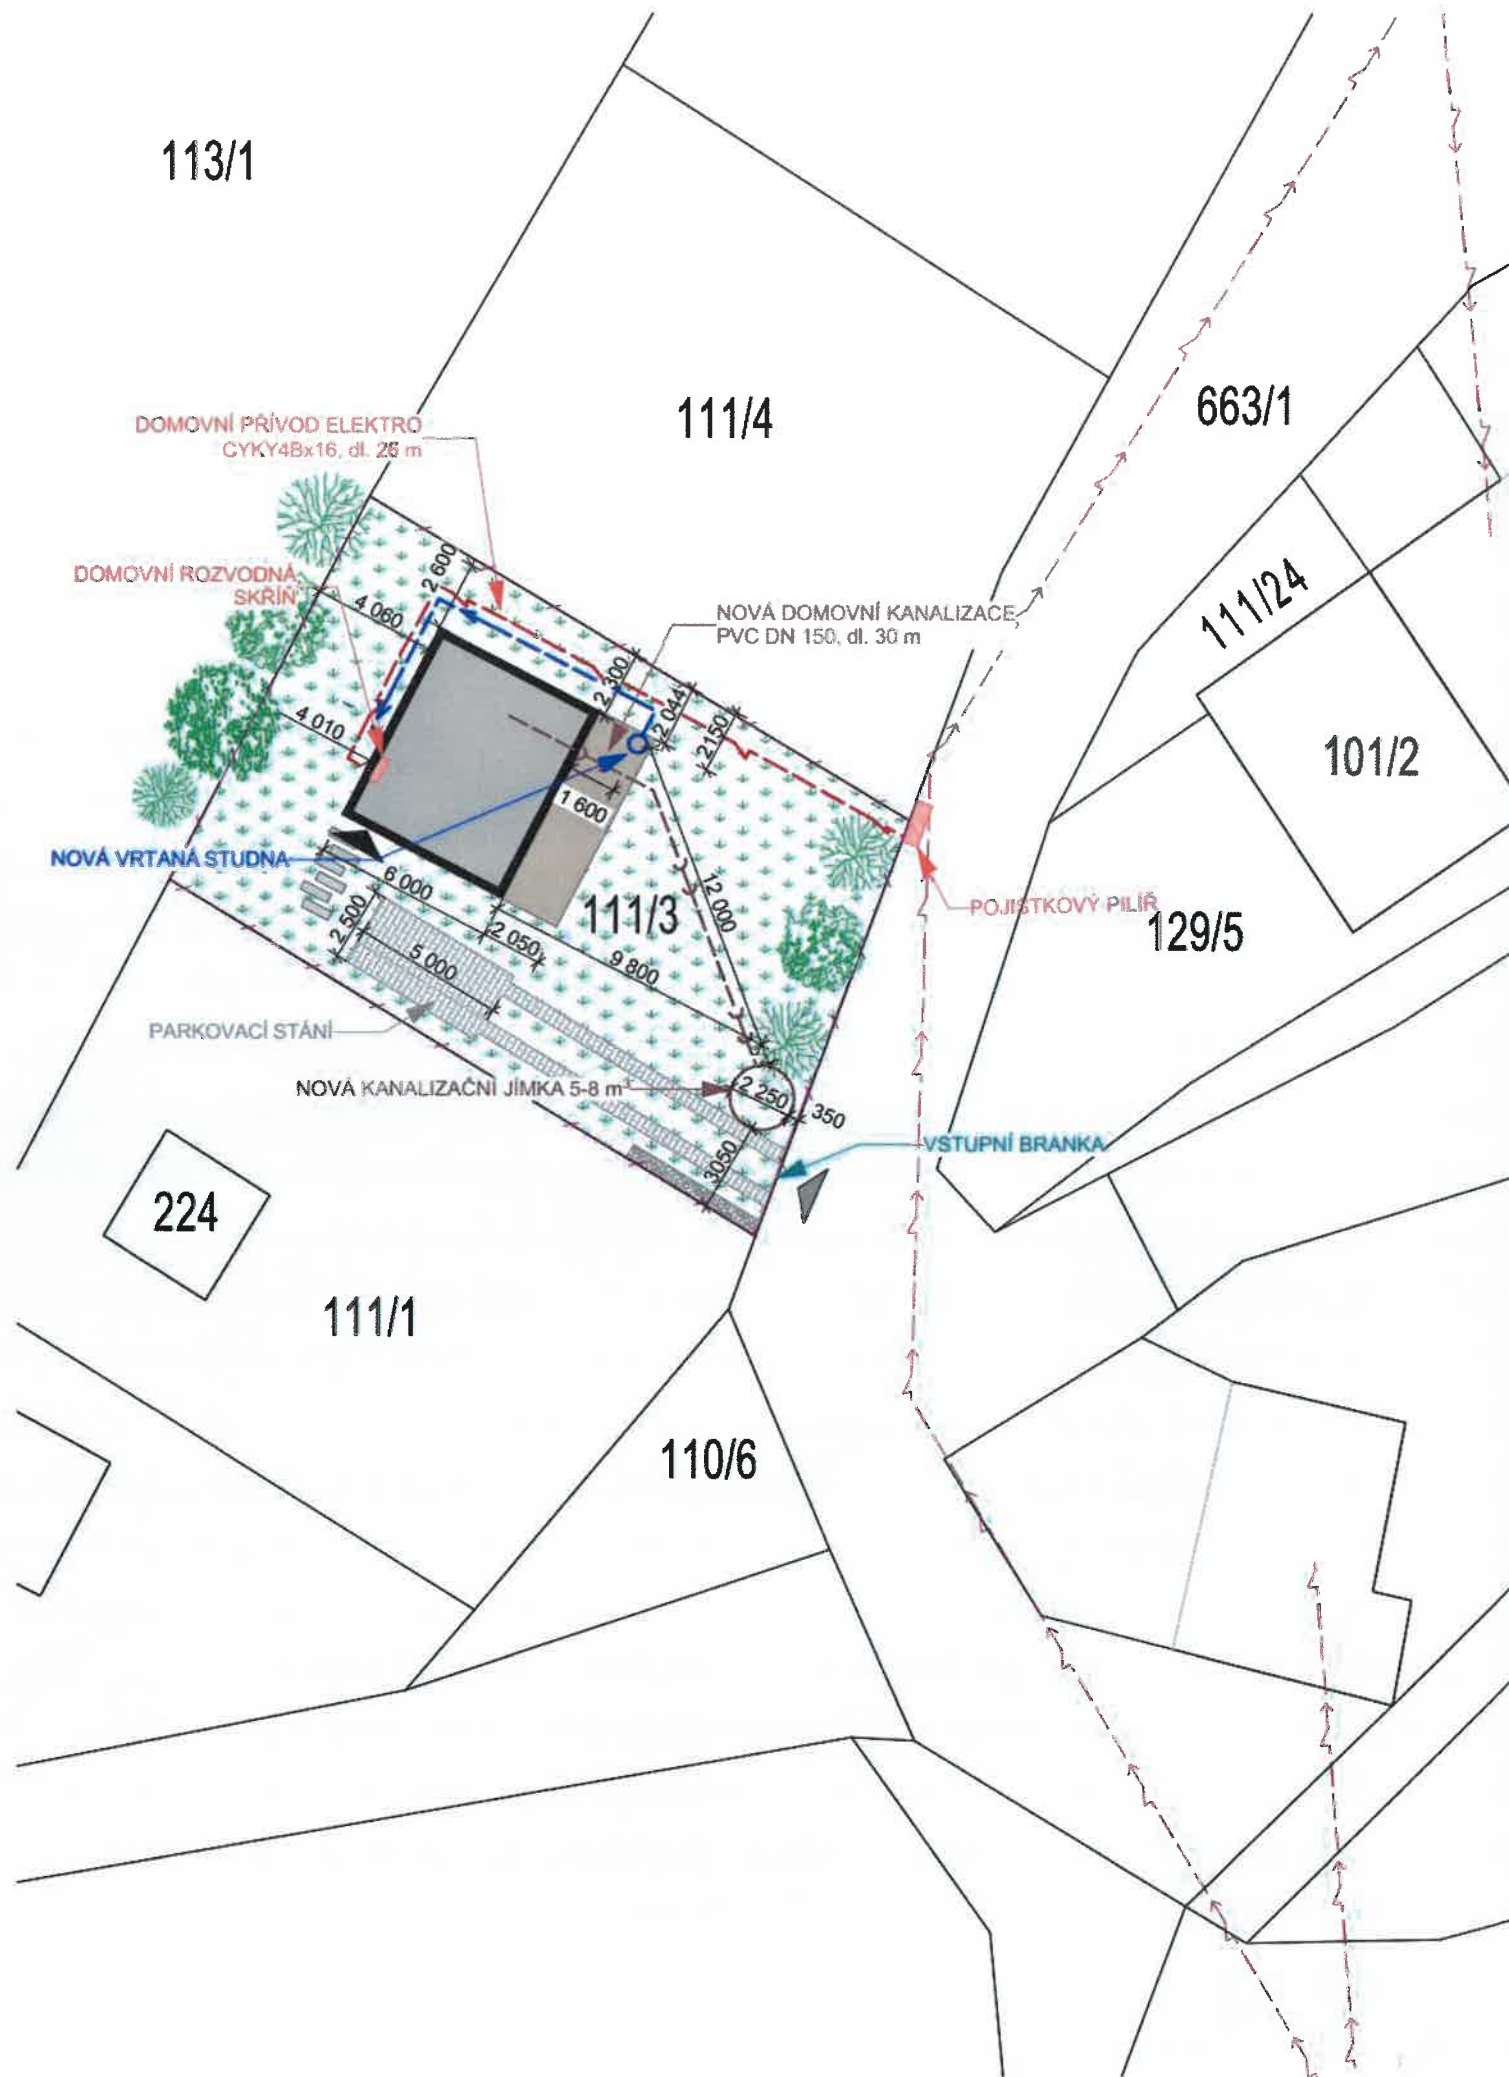 113/1
111/4
663/1
DOMOVNÍ PŘÍVOD ELEKTRO
CYKY4Bx16, dl. 26 m
DOMOVNÍ ROZVODNÁ
SKŘÍŇ
2 600
4 060
NOVÁ DOMOVNÍ KANALIZACE
PVC DN 150, dl. 30 m
111/24
2 300
2 044
2150
4 010
101/2
1 600
NOVÁ VRTANÁ STUDNA
6 000
12 000
111/3
POJISTKOVÝ PILÍŘ
129/5
2 500
2 050
5 000
9 800
PARKOVACÍ STÁNÍ
NOVÁ KANALIZAČNÍ JÍMKA 5-8 m³
2 250
350
VSTUPNÍ BRANKA
3050
224
111/1
110/6